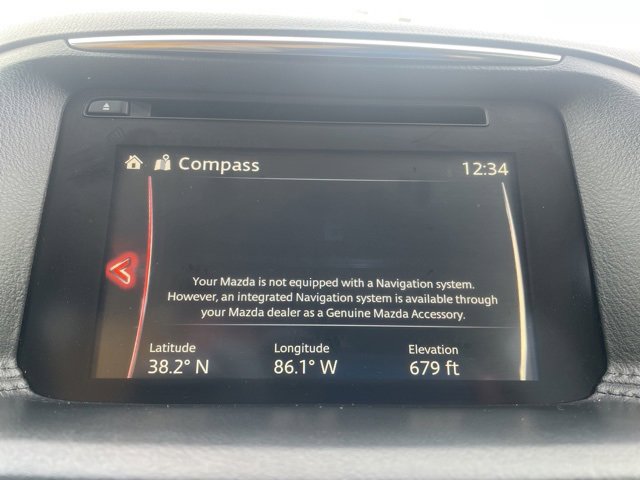 Compass 12:34
Your Mazda is not equipped with a Navigation system.
However, an integrated Navigation system is available through
your Mazda dealer as a Genuine Mazda Accessory.
Latitude Longitude Elevation
38.2° N 86.1° W 679 ft